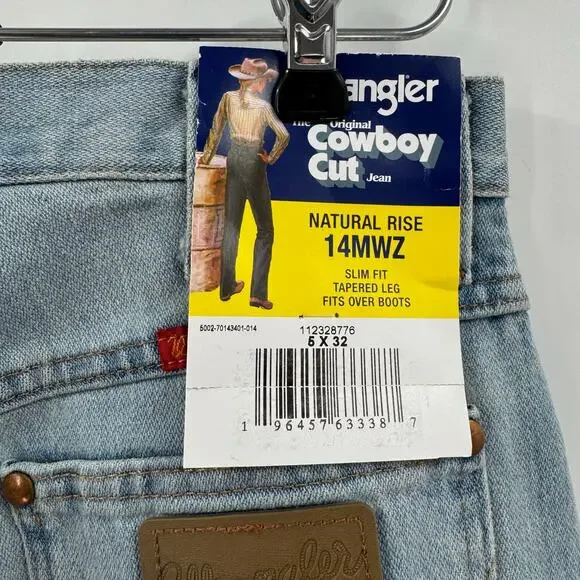 The Original
Cowboy
Cut Jean
NATURAL RISE
14MWZ
SLIM FIT
TAPERED LEG
FITS OVER BOOTS
5002-70143401-014
112328776
5 X 32
1 96457 63338 7
Wrangler